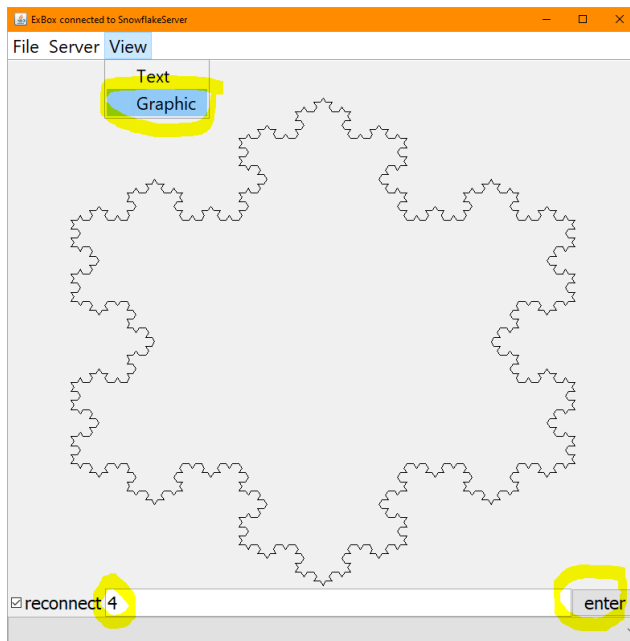 ExBox connected to SnowflakeServer
File Server View
Text
Graphic
reconnect 4 enter